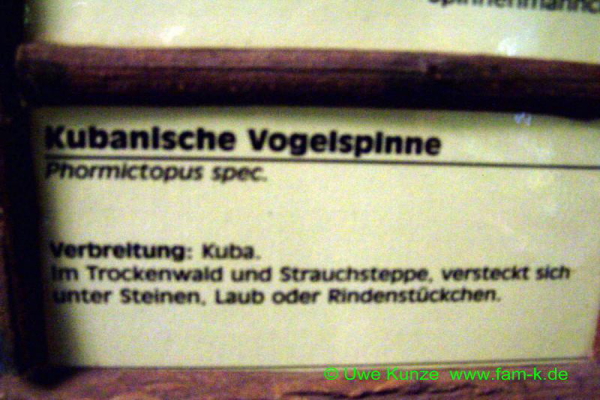 Kubanische Vogelspinne
Phormictopus spec.
Verbreitung: Kuba.
Im Trockenwald und Strauchsteppe, versteckt sich
unter Steinen, Laub oder Rindenstückchen.
© Uwe Kunze www.fam-k.de